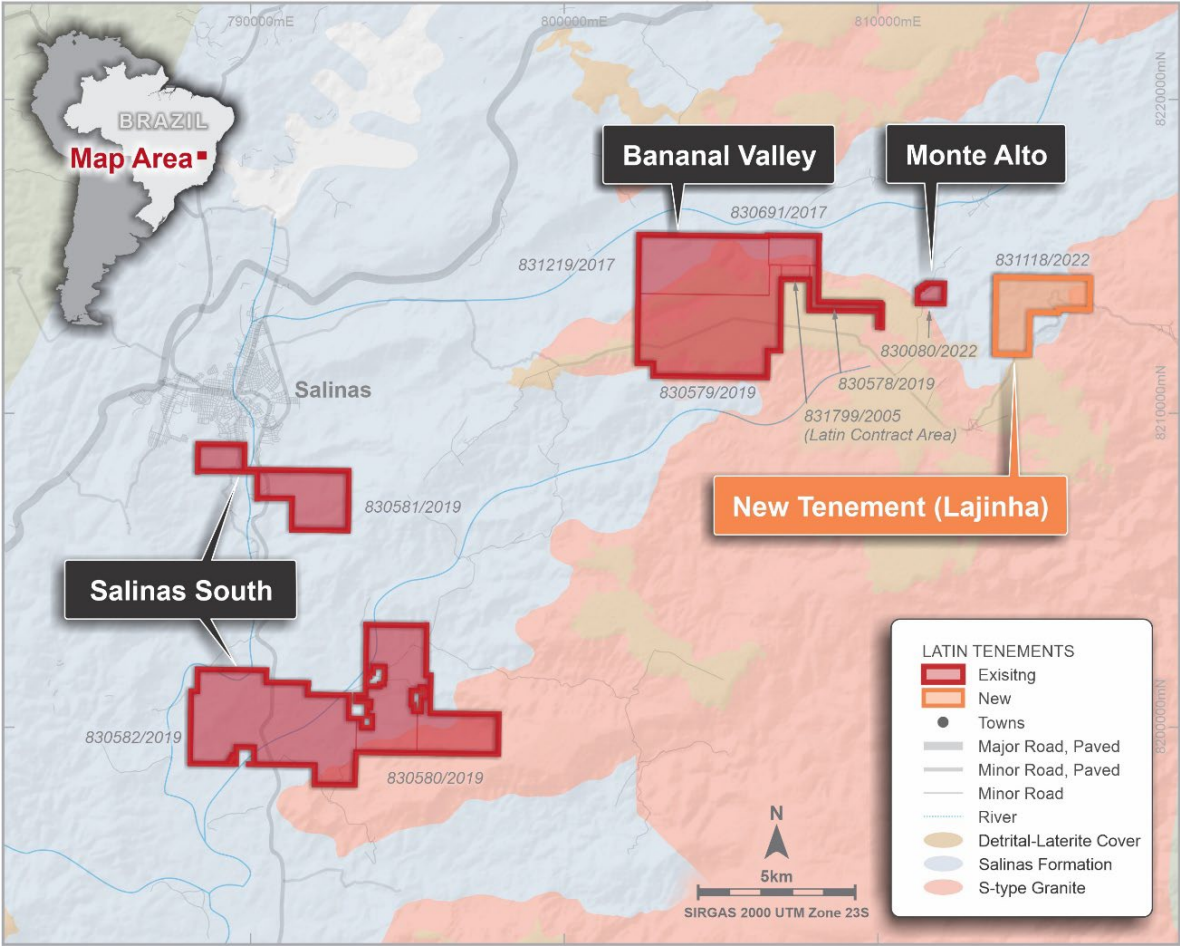 790000mE
800000mE
810000mE
8220000mN
BRAZIL
Map Area
Bananal Valley
Monte Alto
830691/2017
831219/2017
831118/2022
830080/2022
830578/2019
830579/2019
831799/2005
(Latin Contract Area)
Salinas
8210000mN
New Tenement (Lajinha)
830581/2019
Salinas South
830582/2019
830580/2019
8200000mN
LATIN TENEMENTS
Exisitng
New
Towns
Major Road, Paved
Minor Road, Paved
Minor Road
River
Detrital-Laterite Cover
Salinas Formation
S-type Granite
N
5km
SIRGAS 2000 UTM Zone 23S